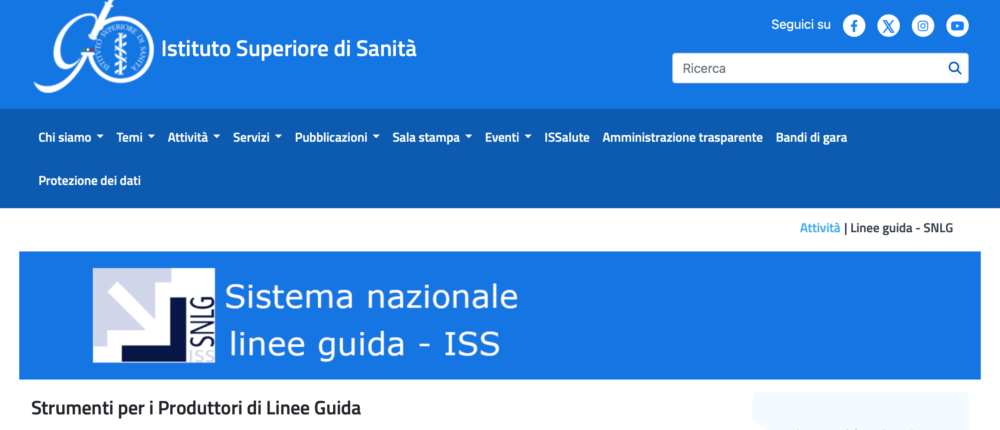 ISTITVTO SVPERIORE DI SANITÀ
Istituto Superiore di Sanità
Seguici su
Ricerca
Chi siamo Temi Attività Servizi Pubblicazioni Sala stampa Eventi ISSalute Amministrazione trasparente Bandi di gara
Protezione dei dati
Attività | Linee guida - SNLG
SNLG
ISS
Sistema nazionale
linee guida - ISS
Strumenti per i Produttori di Linee Guida